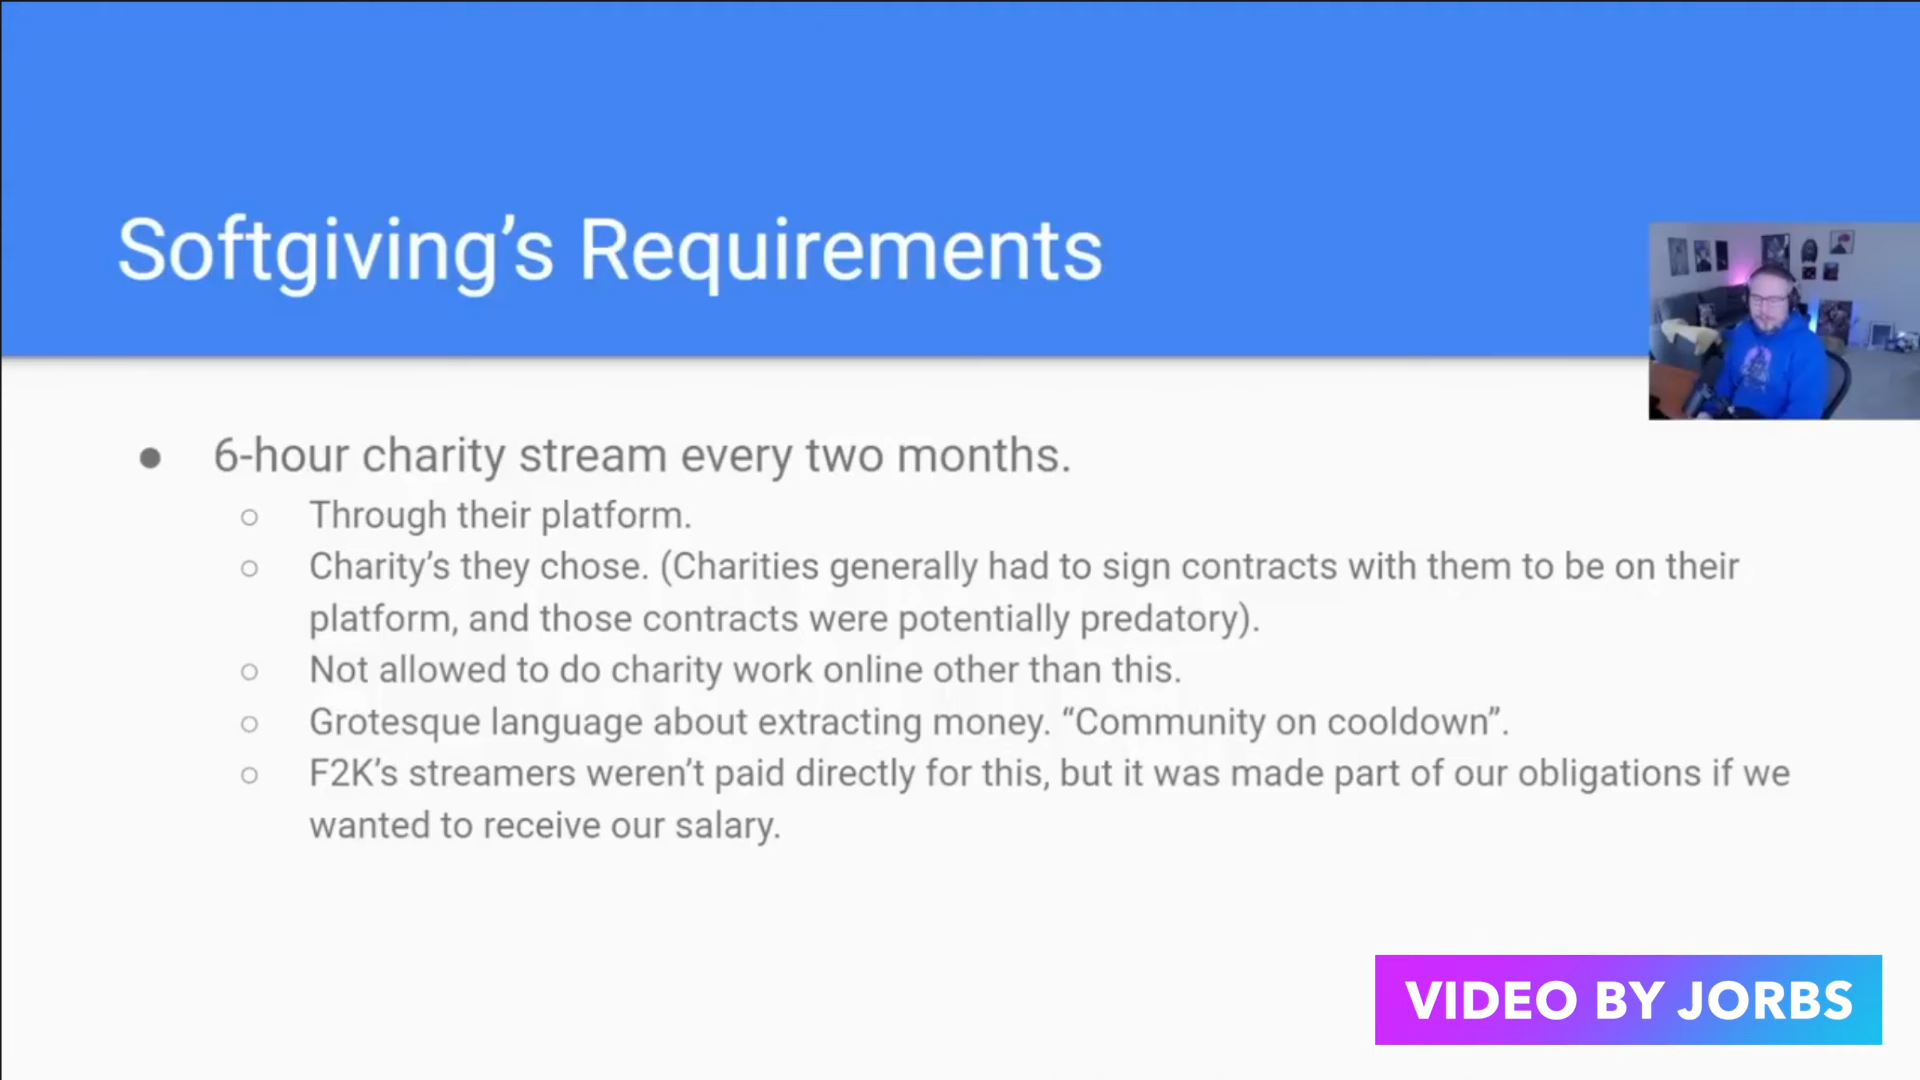 Softgiving’s Requirements
● 6-hour charity stream every two months.
○ Through their platform.
○ Charity’s they chose. (Charities generally had to sign contracts with them to be on their
platform, and those contracts were potentially predatory).
○ Not allowed to do charity work online other than this.
○ Grotesque language about extracting money. “Community on cooldown”.
○ F2K’s streamers weren’t paid directly for this, but it was made part of our obligations if we
wanted to receive our salary.
VIDEO BY JORBS